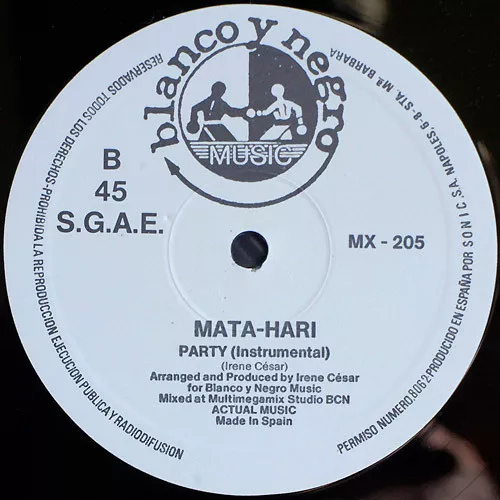 blanco y negro
MUSIC
B
45
S.G.A.E.
MX - 205
MATA-HARI
PARTY (Instrumental)
(Irene César)
Arranged and Produced by Irene César
for Blanco y Negro Music
Mixed at Multimegamix Studio BCN
ACTUAL MUSIC
Made In Spain
RESERVADOS TODOS LOS DERECHOS-PROHIBIDA LA REPRODUCCION EJECUCION PUBLICA Y RADIODIFUSION
PERMISO NUMERO 806 2 PRODUCIDO EN ESPAÑA POR S O N I C, S.A. NAPOLES, 6-8-STA. Mª. BARBARA